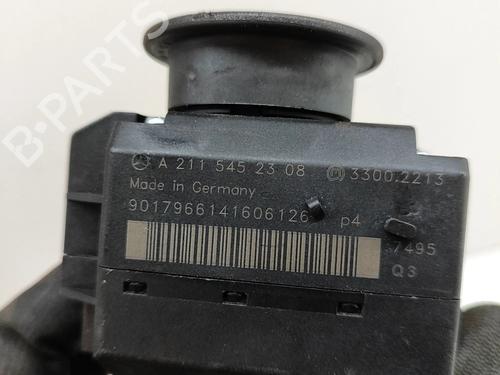 B-PARTS
A 211 545 23 08 3300.2213
Made in Germany
9017966141606126 p4
7495
Q3